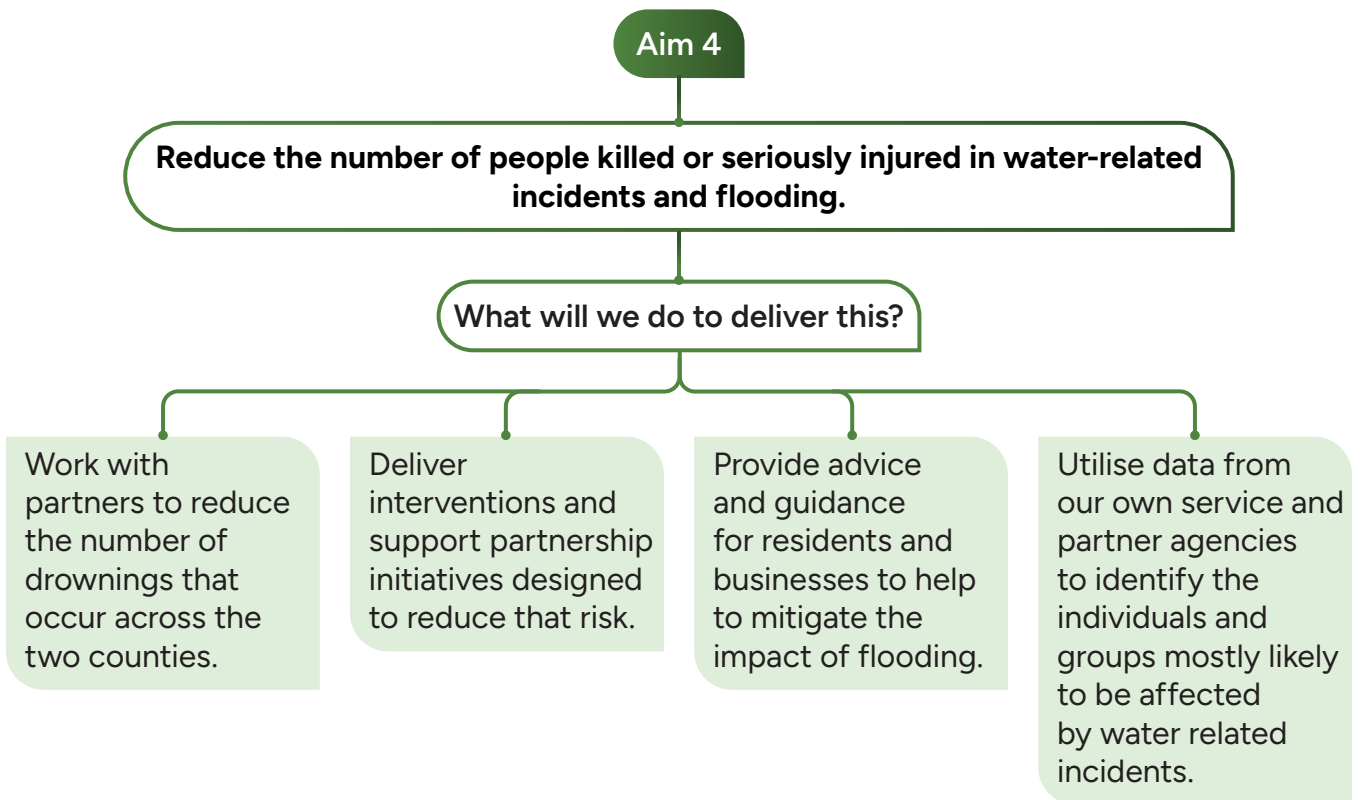 Aim 4
Reduce the number of people killed or seriously injured in water-related
incidents and flooding.
What will we do to deliver this?
Work with
partners to reduce
the number of
drownings that
occur across the
two counties.
Deliver
interventions and
support partnership
initiatives designed
to reduce that risk.
Provide advice
and guidance
for residents and
businesses to help
to mitigate the
impact of flooding.
Utilise data from
our own service and
partner agencies
to identify the
individuals and
groups mostly likely
to be affected
by water related
incidents.